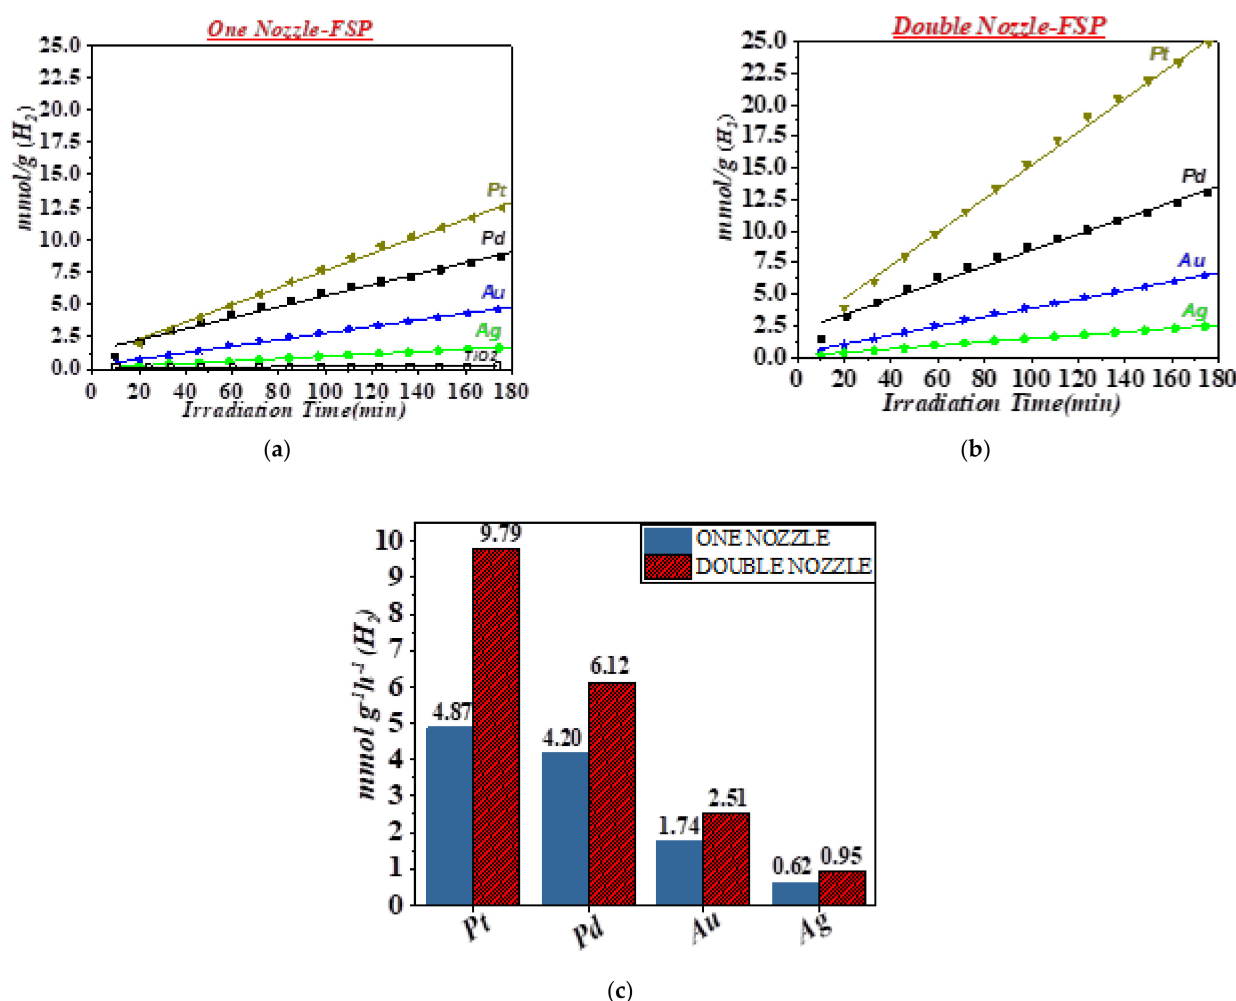 One Nozzle-FSP
25.0
22.5
20.0
17.5
15.0
12.5
10.0
7.5
5.0
2.5
0.0
mmol/g (H2)
Pt
Pd
Au
Ag
TiO2
0 20 40 60 80 100 120 140 160 180
Irradiation Time(min)
(a)
Double Nozzle-FSP
25.0
22.5
20.0
17.5
15.0
12.5
10.0
7.5
5.0
2.5
0.0
mmol/g (H2)
Pt
Pd
Au
Ag
0 20 40 60 80 100 120 140 160 180
Irradiation Time(min)
(b)
ONE NOZZLE
DOUBLE NOZZLE
10
9
8
7
6
5
4
3
2
1
0
mmol g-1h-1 (H2)
4.87 9.79
4.20 6.12
1.74 2.51
0.62 0.95
Pt Pd Au Ag
(c)